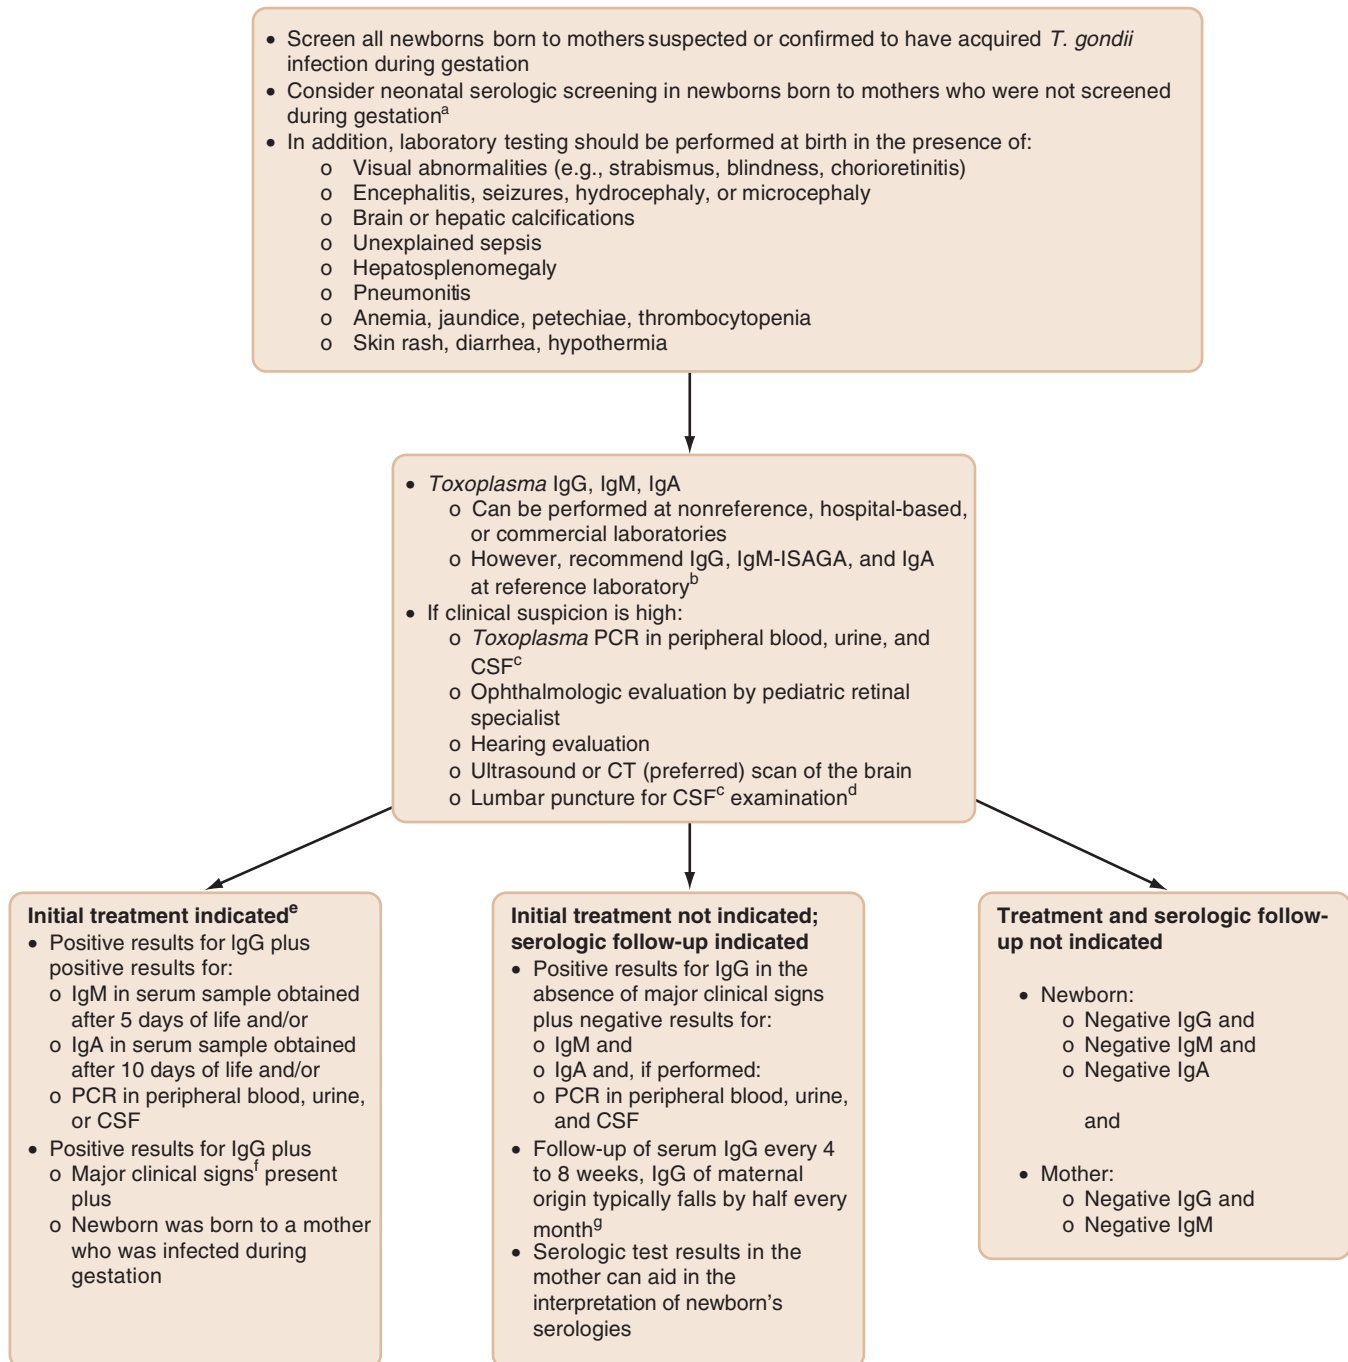 • Screen all newborns born to mothers suspected or confirmed to have acquired T. gondii
infection during gestation
• Consider neonatal serologic screening in newborns born to mothers who were not screened
during gestationᵃ
• In addition, laboratory testing should be performed at birth in the presence of:
o Visual abnormalities (e.g., strabismus, blindness, chorioretinitis)
o Encephalitis, seizures, hydrocephaly, or microcephaly
o Brain or hepatic calcifications
o Unexplained sepsis
o Hepatosplenomegaly
o Pneumonitis
o Anemia, jaundice, petechiae, thrombocytopenia
o Skin rash, diarrhea, hypothermia
• Toxoplasma IgG, IgM, IgA
o Can be performed at nonreference, hospital-based,
or commercial laboratories
o However, recommend IgG, IgM-ISAGA, and IgA
at reference laboratoryᵇ
• If clinical suspicion is high:
o Toxoplasma PCR in peripheral blood, urine, and
CSFᶜ
o Ophthalmologic evaluation by pediatric retinal
specialist
o Hearing evaluation
o Ultrasound or CT (preferred) scan of the brain
o Lumbar puncture for CSFᶜ examinationᵈ
Initial treatment indicatedᵉ
• Positive results for IgG plus
positive results for:
o IgM in serum sample obtained
after 5 days of life and/or
o IgA in serum sample obtained
after 10 days of life and/or
o PCR in peripheral blood, urine,
or CSF
• Positive results for IgG plus
o Major clinical signsᶠ present
plus
o Newborn was born to a mother
who was infected during
gestation
Initial treatment not indicated;
serologic follow-up indicated
• Positive results for IgG in the
absence of major clinical signs
plus negative results for:
o IgM and
o IgA and, if performed:
o PCR in peripheral blood, urine,
and CSF
• Follow-up of serum IgG every 4
to 8 weeks, IgG of maternal
origin typically falls by half every
monthᵍ
• Serologic test results in the
mother can aid in the
interpretation of newborn's
serologies
Treatment and serologic follow-
up not indicated
• Newborn:
o Negative IgG and
o Negative IgM and
o Negative IgA
and
• Mother:
o Negative IgG and
o Negative IgM